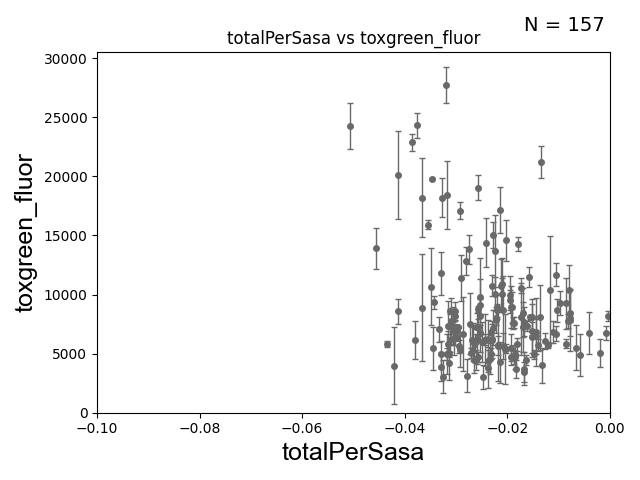 N = 157
totalPerSasa vs toxgreen_fluor
30000
25000
20000
15000
10000
5000
0
toxgreen_fluor
−0.10 −0.08 −0.06 −0.04 −0.02 0.00
totalPerSasa